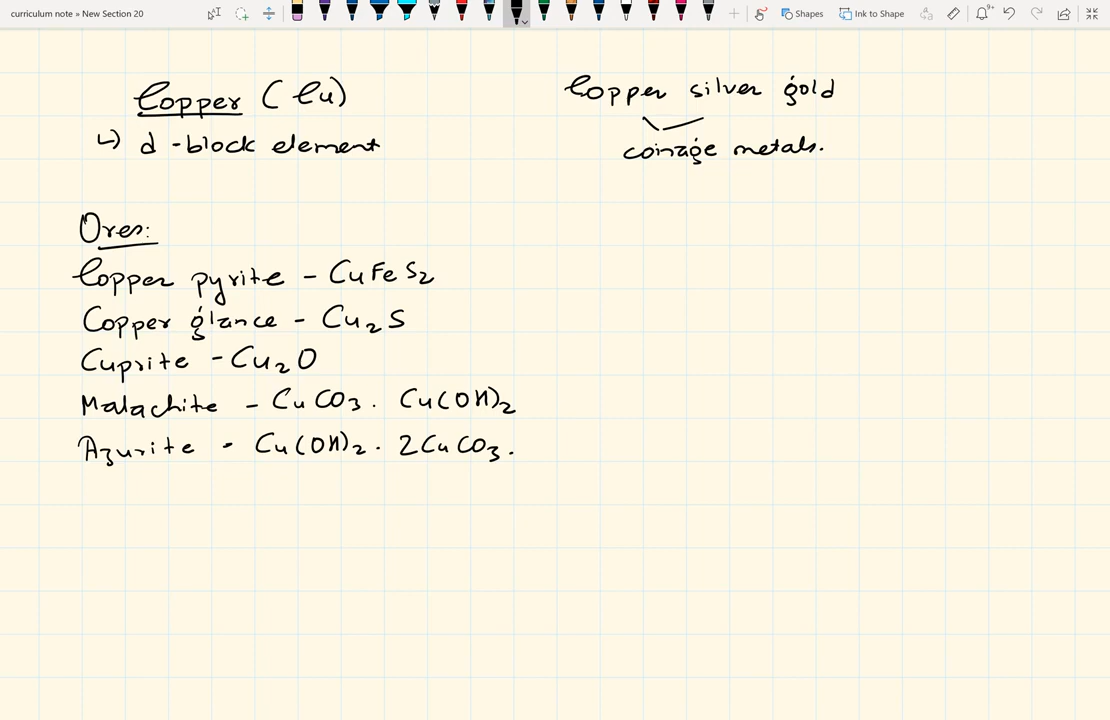 curriculum note » New Section 20
Shapes
Ink to Shape
9+
Copper (Cu)
↳ d - block element
Copper silver gold
coinage metals.
Ores:
Copper pyrite - CuFeS₂
Copper glance - Cu₂S
Cuprite - Cu₂O
Malachite - CuCO₃ . Cu(OH)₂
Azurite - Cu(OH)₂ . 2CuCO₃.